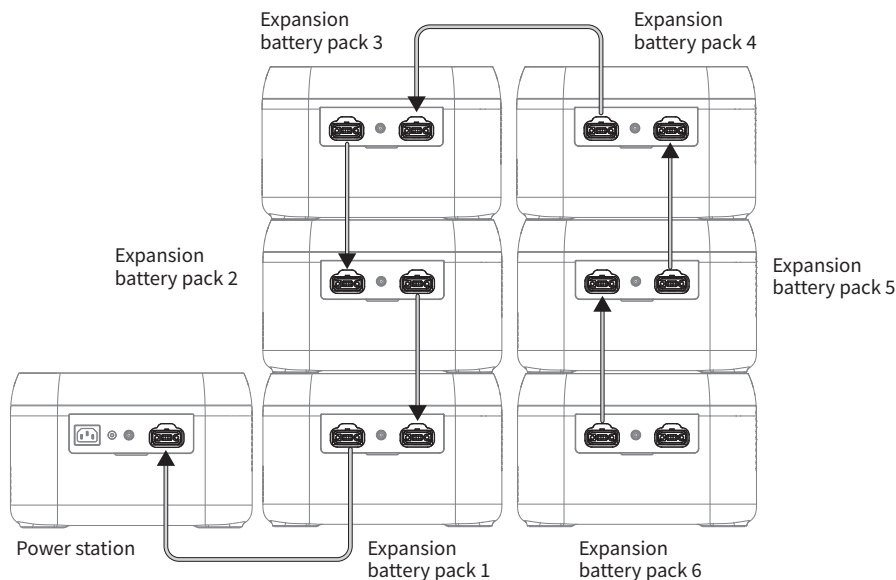 Expansion
battery pack 3
Expansion
battery pack 4
Expansion
battery pack 2
Expansion
battery pack 5
Power station
Expansion
battery pack 1
Expansion
battery pack 6